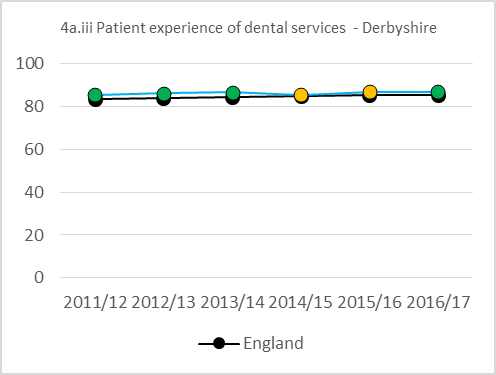 4a.iii Patient experience of dental services - Derbyshire
100
80
60
40
20
0
2011/12 2012/13 2013/14 2014/15 2015/16 2016/17
England